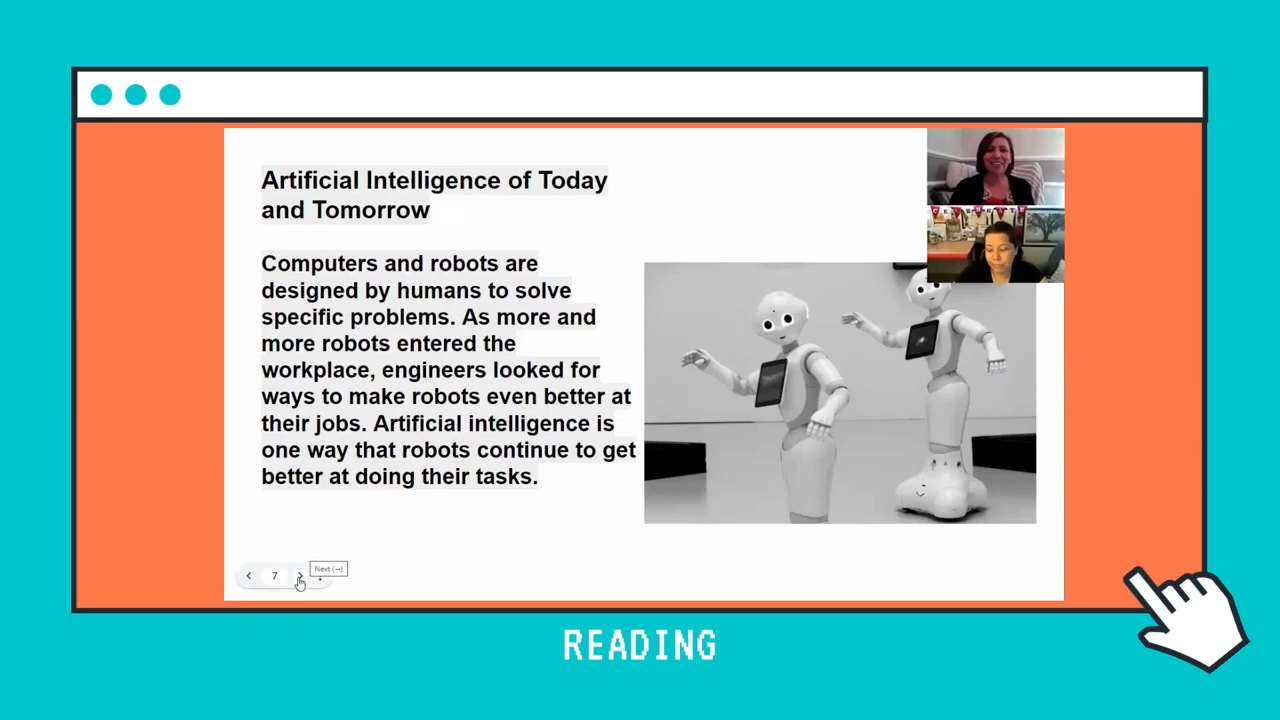 Artificial Intelligence of Today
and Tomorrow
Computers and robots are
designed by humans to solve
specific problems. As more and
more robots entered the
workplace, engineers looked for
ways to make robots even better at
their jobs. Artificial intelligence is
one way that robots continue to get
better at doing their tasks.
7
Next (→)
READING